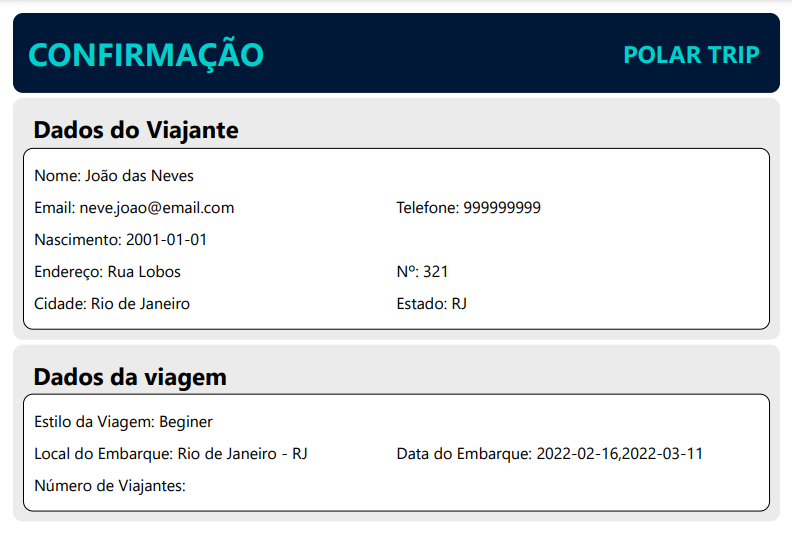 CONFIRMAÇÃO POLAR TRIP
Dados do Viajante
Nome: João das Neves
Email: neve.joao@email.com Telefone: 999999999
Nascimento: 2001-01-01
Endereço: Rua Lobos Nº: 321
Cidade: Rio de Janeiro Estado: RJ
Dados da viagem
Estilo da Viagem: Beginer
Local do Embarque: Rio de Janeiro - RJ Data do Embarque: 2022-02-16,2022-03-11
Número de Viajantes: